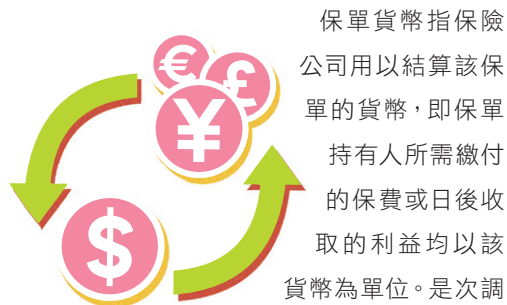 保單貨幣指保險
公司用以結算該保
單的貨幣，即保單
持有人所需繳付
的保費或日後收
取的利益均以該
貨幣為單位。是次調
€
£
¥
$